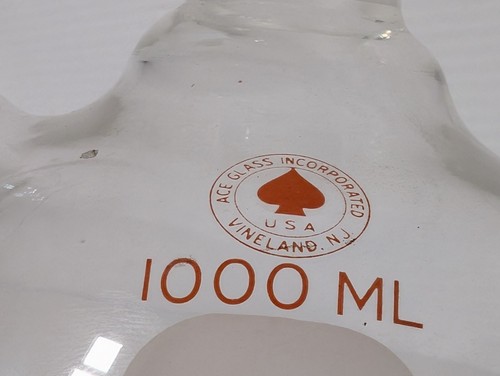 ACE GLASS INCORPORATED
USA
VINELAND. N.J.
1000 ML